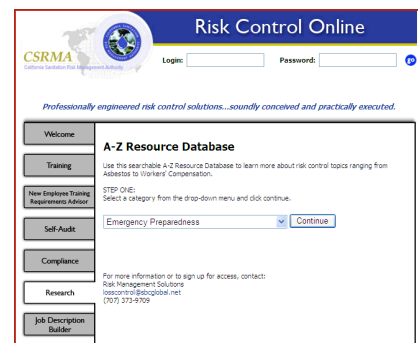 Risk Control Online
CSRMA
California Sanitation Risk Management Authority
Login:
Password:
go
Professionally engineered risk control solutions...soundly conceived and practically executed.
Welcome
Training
New Employee Training
Requirements Advisor
Self-Audit
Compliance
Research
Job Description
Builder
A-Z Resource Database
Use this searchable A-Z Resource Database to learn more about risk control topics ranging from
Asbestos to Workers' Compensation.
STEP ONE:
Select a category from the drop-down menu and click continue.
Emergency Preparedness
Continue
For more information or to sign up for access, contact:
Risk Management Solutions
losscontrol@sbcglobal.net
(707) 373-9709